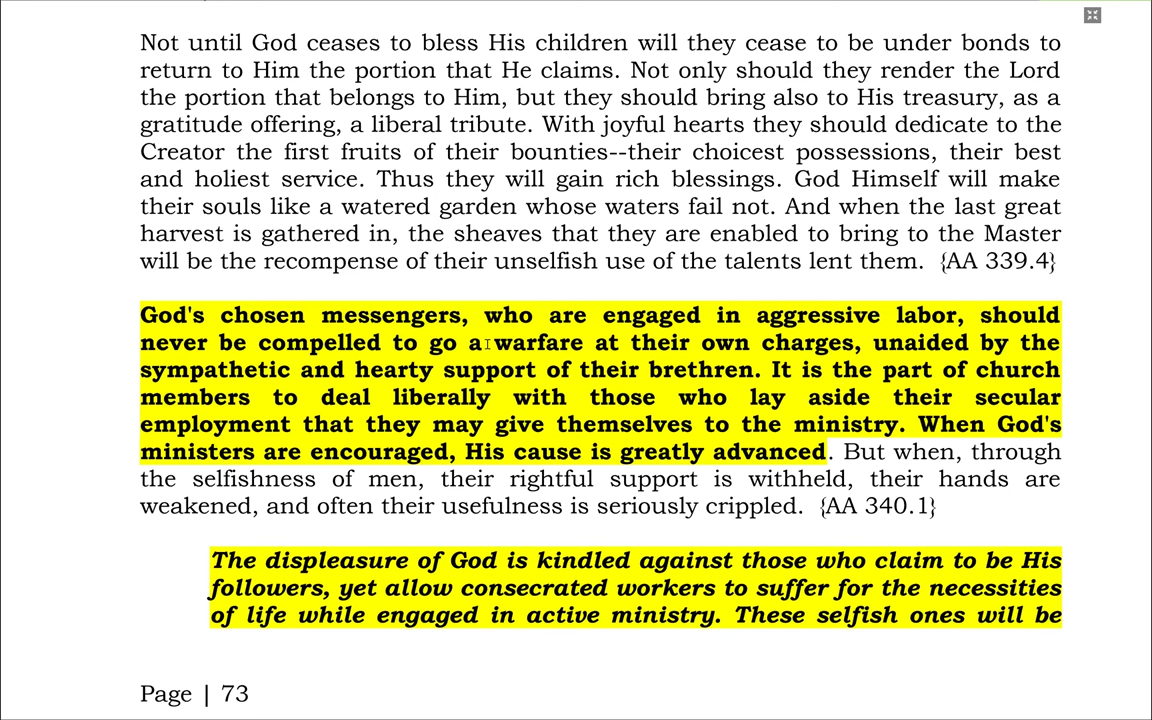 Not until God ceases to bless His children will they cease to be under bonds to
return to Him the portion that He claims. Not only should they render the Lord
the portion that belongs to Him, but they should bring also to His treasury, as a
gratitude offering, a liberal tribute. With joyful hearts they should dedicate to the
Creator the first fruits of their bounties--their choicest possessions, their best
and holiest service. Thus they will gain rich blessings. God Himself will make
their souls like a watered garden whose waters fail not. And when the last great
harvest is gathered in, the sheaves that they are enabled to bring to the Master
will be the recompense of their unselfish use of the talents lent them. {AA 339.4}
God's chosen messengers, who are engaged in aggressive labor, should
never be compelled to go a warfare at their own charges, unaided by the
sympathetic and hearty support of their brethren. It is the part of church
members to deal liberally with those who lay aside their secular
employment that they may give themselves to the ministry. When God's
ministers are encouraged, His cause is greatly advanced. But when, through
the selfishness of men, their rightful support is withheld, their hands are
weakened, and often their usefulness is seriously crippled. {AA 340.1}
The displeasure of God is kindled against those who claim to be His
followers, yet allow consecrated workers to suffer for the necessities
of life while engaged in active ministry. These selfish ones will be
Page | 73